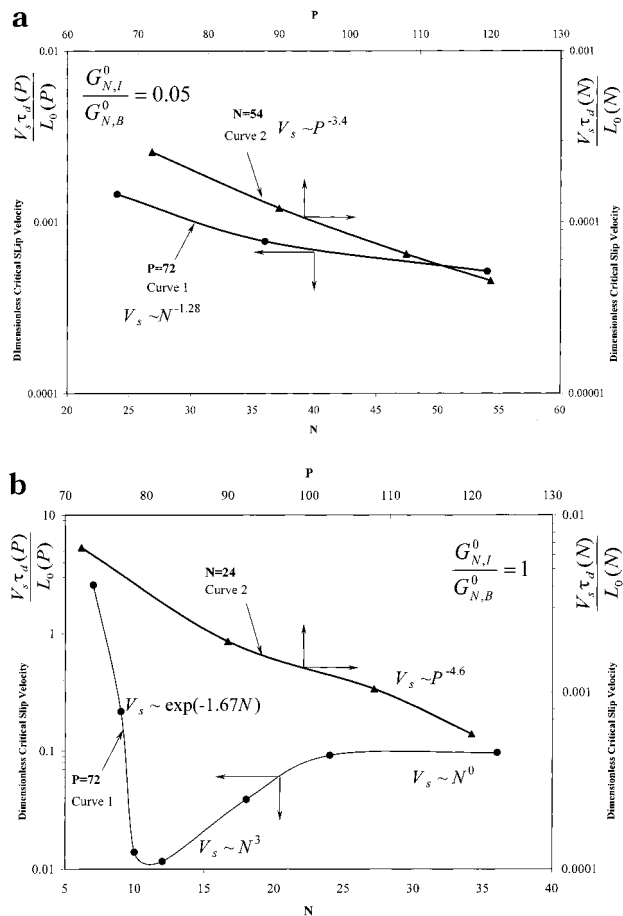 a
P
60 70 80 90 100 110 120 130
0.01
0.001
0.0001
0.001
0.0001
0.00001
V_s τ_d(P) / L_0(P)
Dimensionless Critical SLip Velocity
V_s τ_d(N) / L_0(N)
Dimensionless Critical Slip Velocity
G^0_{N,I} / G^0_{N,B} = 0.05
N=54
Curve 2
V_s ~ P^{-3.4}
P=72
Curve 1
V_s ~ N^{-1.28}
20 25 30 35 40 45 50 55 60
N
b
P
70 80 90 100 110 120 130
10
1
0.1
0.01
0.01
0.001
0.0001
V_s τ_d(P) / L_0(P)
Dimensionless Critical Slip Velocity
V_s τ_d(N) / L_0(N)
Dimensionless Critical Slip Velocity
G^0_{N,I} / G^0_{N,B} = 1
N=24
Curve 2
V_s ~ P^{-4.6}
V_s ~ exp(-1.67N)
P=72
Curve 1
V_s ~ N^0
V_s ~ N^3
5 10 15 20 25 30 35 40
N